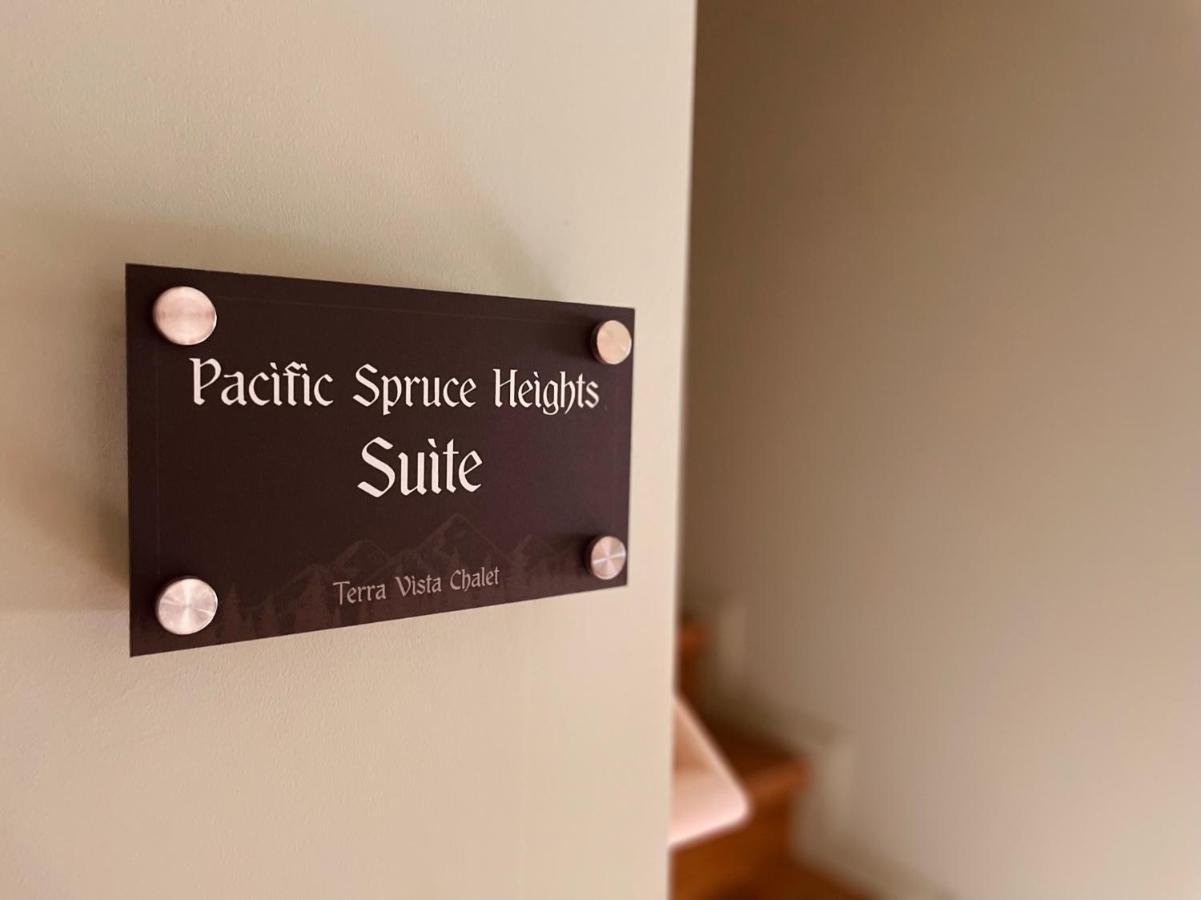 Pacific Spruce Heights
Suite
Terra Vista Chalet